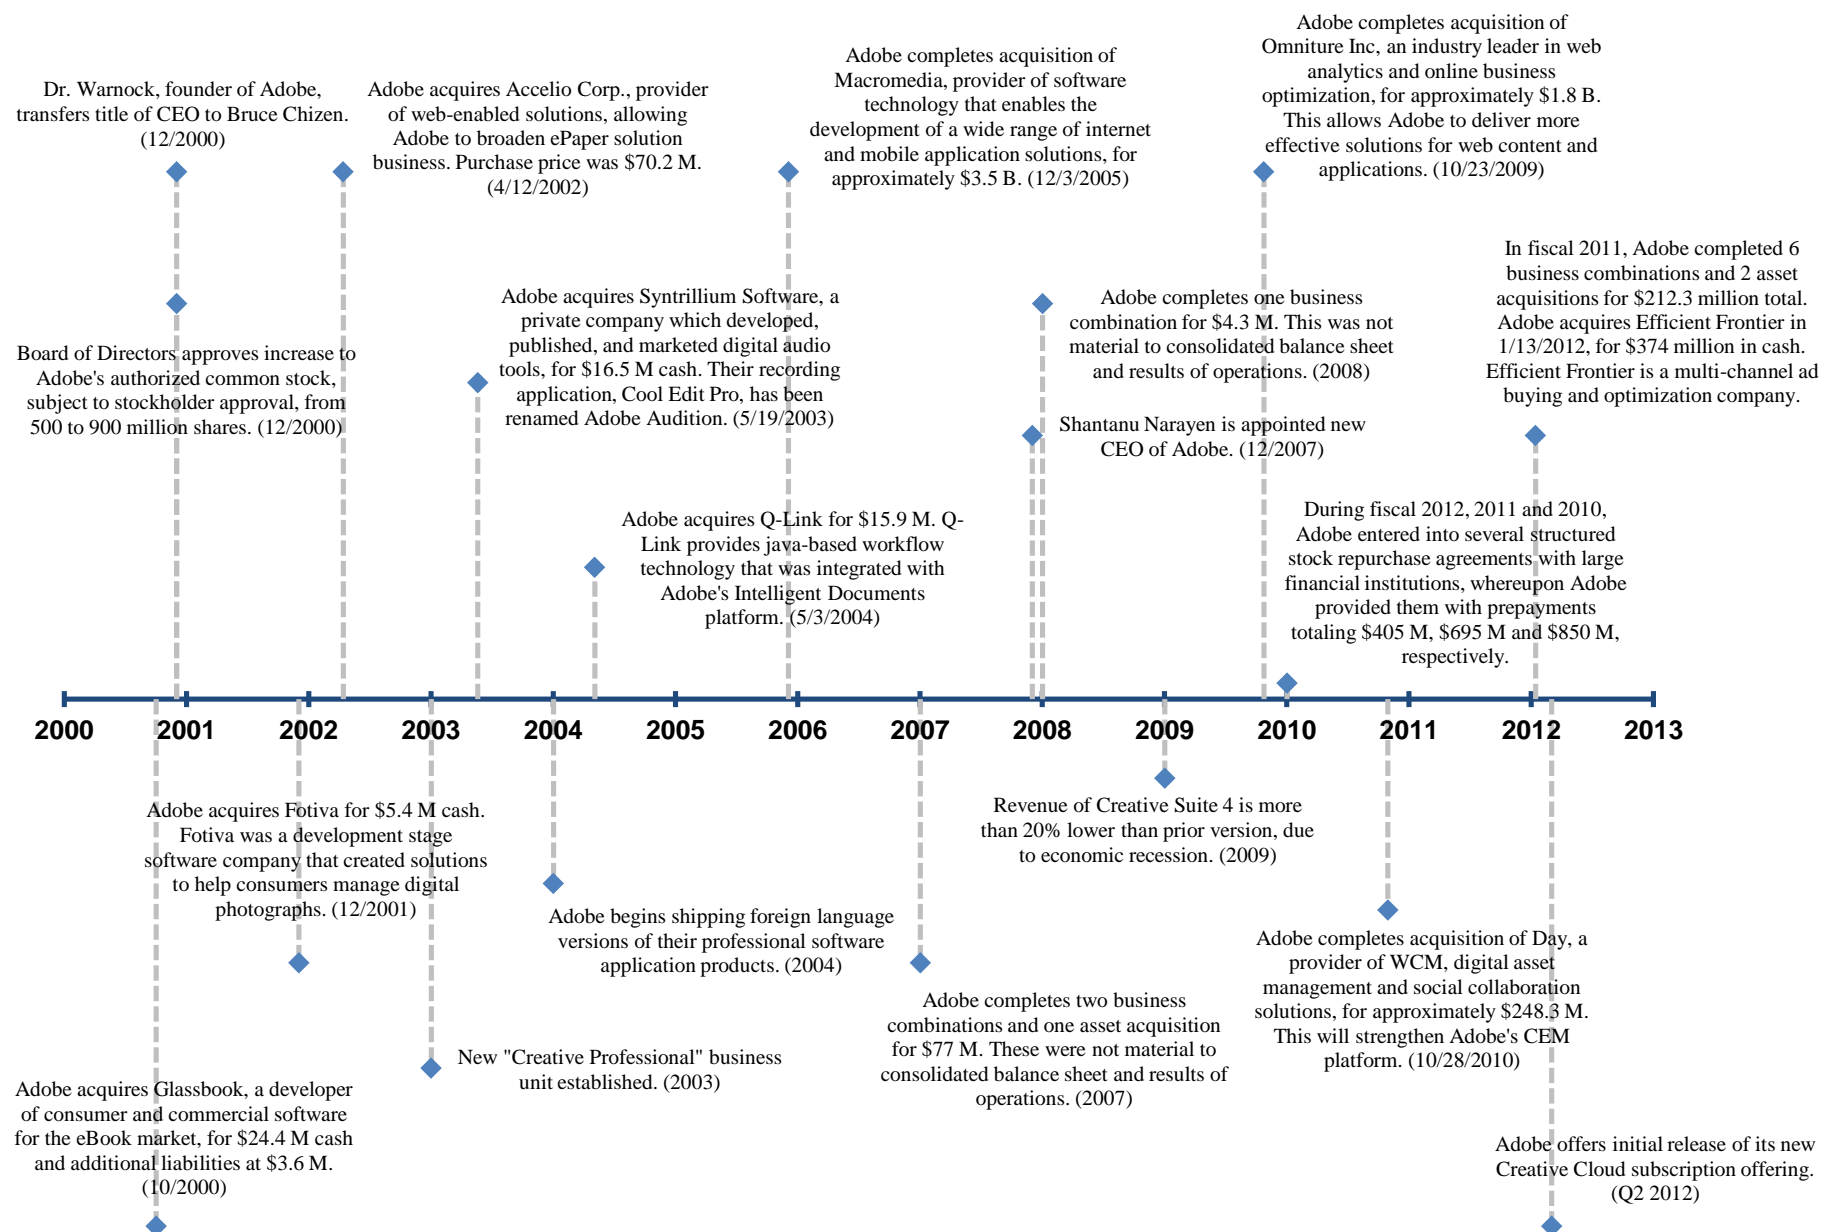 Dr. Warnock, founder of Adobe,
transfers title of CEO to Bruce Chizen.
(12/2000)
Adobe acquires Accelio Corp., provider
of web-enabled solutions, allowing
Adobe to broaden ePaper solution
business. Purchase price was $70.2 M.
(4/12/2002)
Adobe completes acquisition of
Macromedia, provider of software
technology that enables the
development of a wide range of internet
and mobile application solutions, for
approximately $3.5 B. (12/3/2005)
Adobe completes acquisition of
Omniture Inc, an industry leader in web
analytics and online business
optimization, for approximately $1.8 B.
This allows Adobe to deliver more
effective solutions for web content and
applications. (10/23/2009)
Board of Directors approves increase to
Adobe's authorized common stock,
subject to stockholder approval, from
500 to 900 million shares. (12/2000)
Adobe acquires Syntrillium Software, a
private company which developed,
published, and marketed digital audio
tools, for $16.5 M cash. Their recording
application, Cool Edit Pro, has been
renamed Adobe Audition. (5/19/2003)
Adobe completes one business
combination for $4.3 M. This was not
material to consolidated balance sheet
and results of operations. (2008)
In fiscal 2011, Adobe completed 6
business combinations and 2 asset
acquisitions for $212.3 million total.
Adobe acquires Efficient Frontier in
1/13/2012, for $374 million in cash.
Efficient Frontier is a multi-channel ad
buying and optimization company.
Shantanu Narayen is appointed new
CEO of Adobe. (12/2007)
Adobe acquires Q-Link for $15.9 M. Q-
Link provides java-based workflow
technology that was integrated with
Adobe's Intelligent Documents
platform. (5/3/2004)
During fiscal 2012, 2011 and 2010,
Adobe entered into several structured
stock repurchase agreements with large
financial institutions, whereupon Adobe
provided them with prepayments
totaling $405 M, $695 M and $850 M,
respectively.
2000 2001 2002 2003 2004 2005 2006 2007 2008 2009 2010 2011 2012 2013
Adobe acquires Fotiva for $5.4 M cash.
Fotiva was a development stage
software company that created solutions
to help consumers manage digital
photographs. (12/2001)
Revenue of Creative Suite 4 is more
than 20% lower than prior version, due
to economic recession. (2009)
Adobe begins shipping foreign language
versions of their professional software
application products. (2004)
Adobe completes acquisition of Day, a
provider of WCM, digital asset
management and social collaboration
solutions, for approximately $248.3 M.
This will strengthen Adobe's CEM
platform. (10/28/2010)
Adobe completes two business
combinations and one asset acquisition
for $77 M. These were not material to
consolidated balance sheet and results of
operations. (2007)
New "Creative Professional" business
unit established. (2003)
Adobe acquires Glassbook, a developer
of consumer and commercial software
for the eBook market, for $24.4 M cash
and additional liabilities at $3.6 M.
(10/2000)
Adobe offers initial release of its new
Creative Cloud subscription offering.
(Q2 2012)